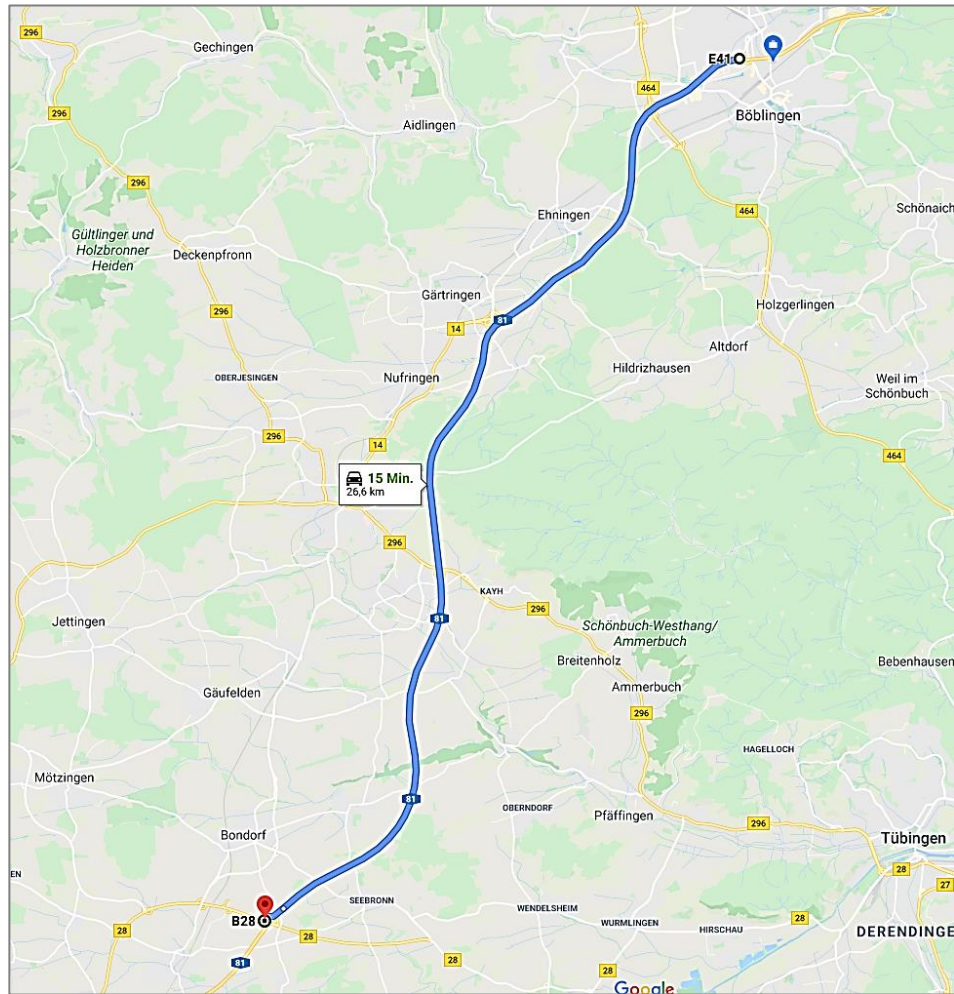 296
Gechingen
E41
464
Böblingen
296
Aidlingen
296
464
Schönaich
Ehningen
Gültlinger und
Holzbronner
Heiden
Deckenpfronn
Gärtringen
296
14
81
Holzgerlingen
Altdorf
OBERJESINGEN
Nufringen
Hildrizhausen
Weil im
Schönbuch
296
14
464
15 Min.
26,6 km
296
KAYH
296
Jettingen
81
Schönbuch-Westhang/
Ammerbuch
Breitenholz
Bebenhausen
Gäufelden
Ammerbuch
296
HAGELLOCH
Mötzingen
81
OBERNDORF
Pfäffingen
296
Bondorf
Tübingen
EN
28
27
SEEBRONN
WENDELSHEIM
B28
28
28
WURMLINGEN
HIRSCHAU
28
DERENDINGE
81
28
28
Google